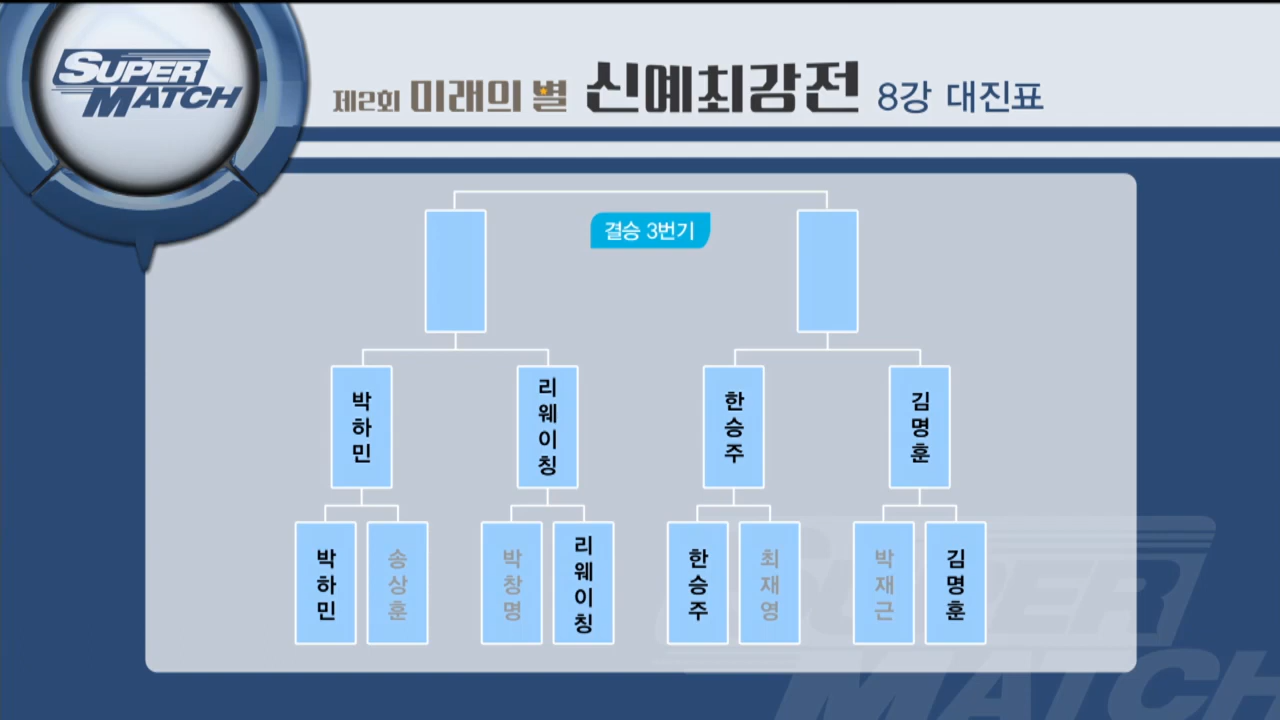 SUPER
MATCH
제2회 미래의 별 신예최강전 8강 대진표
결승 3번기
박하민
리웨이칭
한승주
김명훈
박하민
송상훈
박창명
리웨이칭
한승주
최재영
박재근
김명훈
SUPER
MATCH